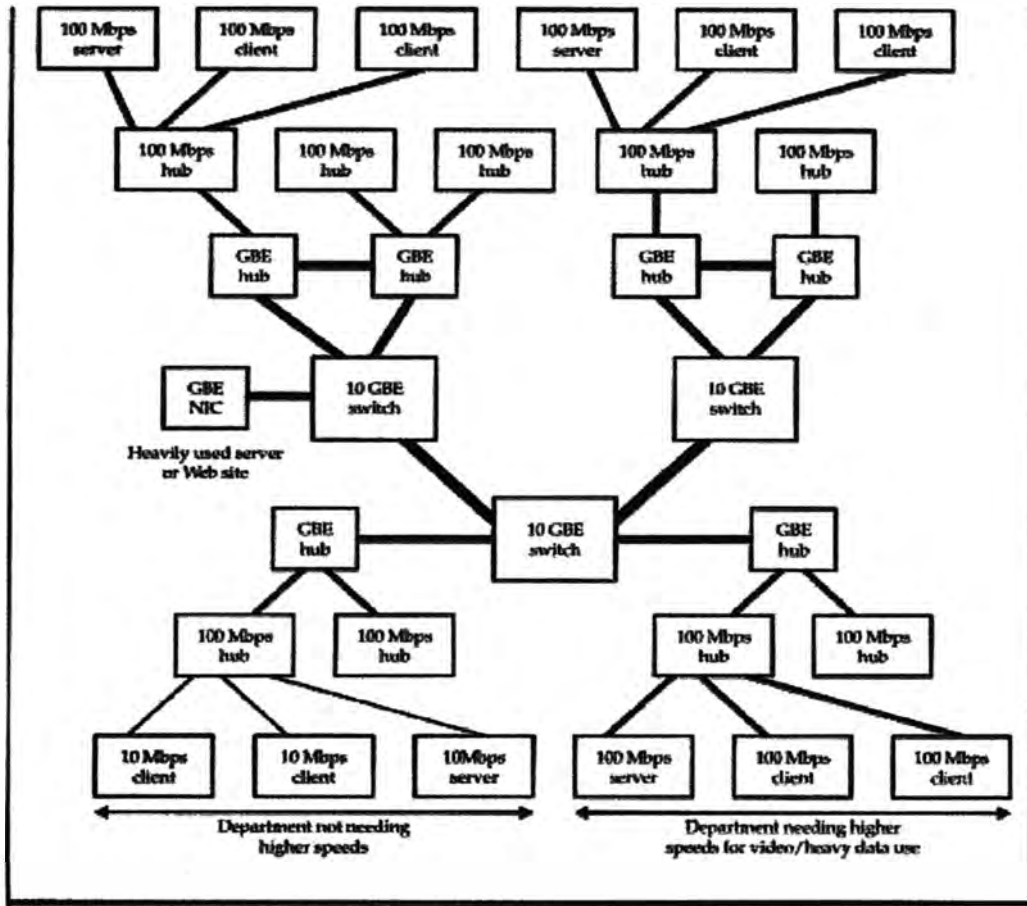 100 Mbps
server
100 Mbps
client
100 Mbps
client
100 Mbps
server
100 Mbps
client
100 Mbps
client
100 Mbps
hub
100 Mbps
hub
100 Mbps
hub
100 Mbps
hub
100 Mbps
hub
GBE
hub
GBE
hub
GBE
hub
GBE
hub
GBE
NIC
10 GBE
switch
10 GBE
switch
Heavily used server
or Web site
GBE
hub
10 GBE
switch
GBE
hub
100 Mbps
hub
100 Mbps
hub
100 Mbps
hub
100 Mbps
hub
10 Mbps
client
10 Mbps
client
10Mbps
server
100 Mbps
server
100 Mbps
client
100 Mbps
client
Department not needing
higher speeds
Department needing higher
speeds for video/heavy data use